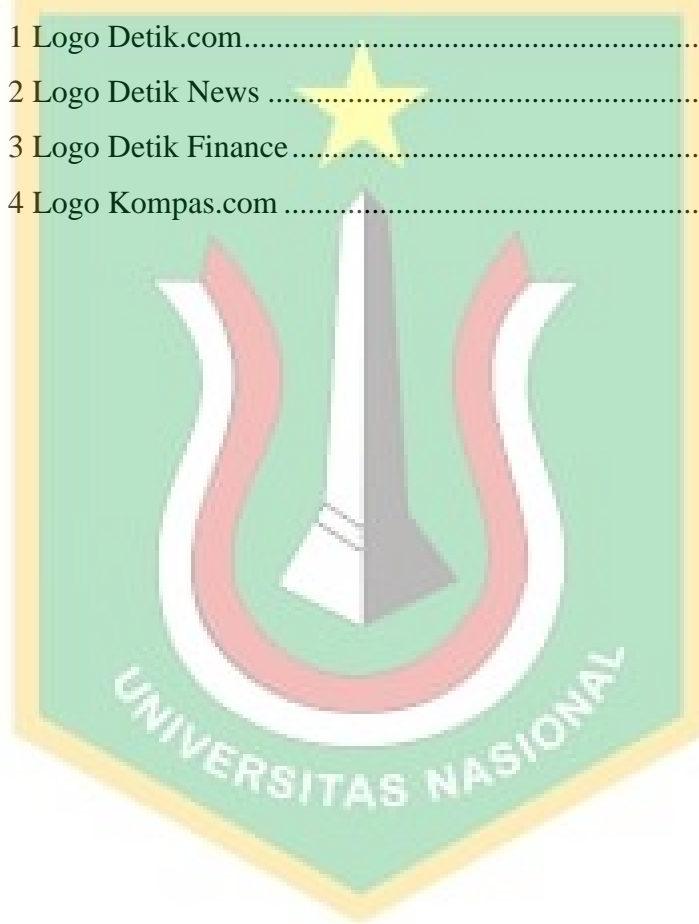 1 Logo Detik.com........................................................
2 Logo Detik News .....................................................
3 Logo Detik Finance..................................................
4 Logo Kompas.com ...................................................
UNIVERSITAS NASIONAL